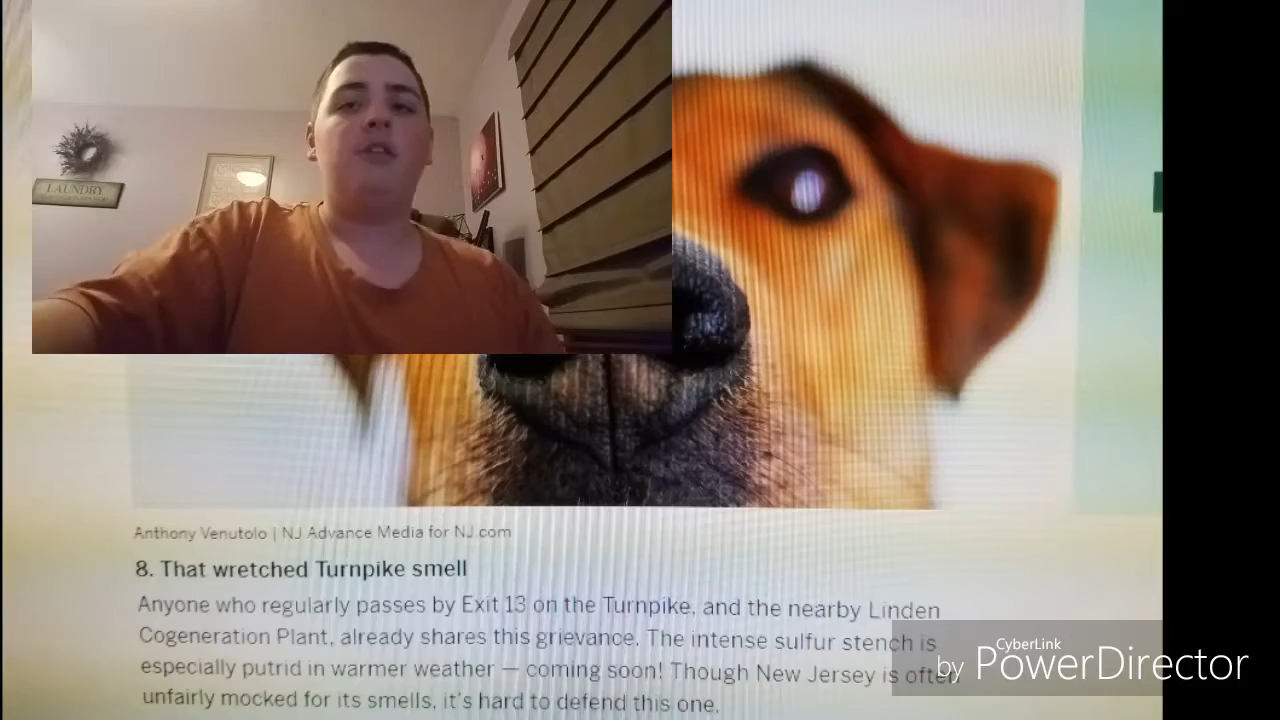 LAUNDRY
Anthony Venutolo | NJ Advance Media for NJ.com
8. That wretched Turnpike smell
Anyone who regularly passes by Exit 13 on the Turnpike, and the nearby Linden
Cogeneration Plant, already shares this grievance. The intense sulfur stench is
especially putrid in warmer weather — coming soon! Though New Jersey is often
unfairly mocked for its smells, it's hard to defend this one.
CyberLink
by PowerDirector